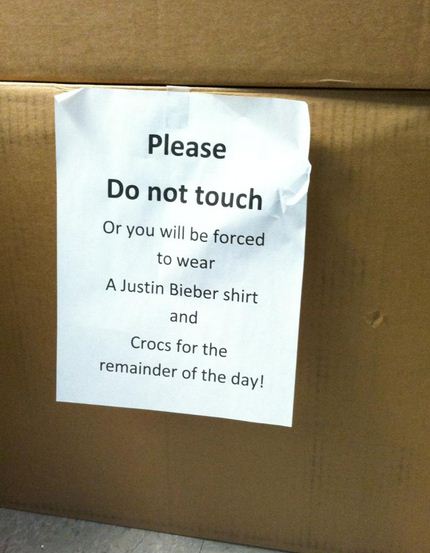 Please
Do not touch
Or you will be forced
to wear
A Justin Bieber shirt
and
Crocs for the
remainder of the day!